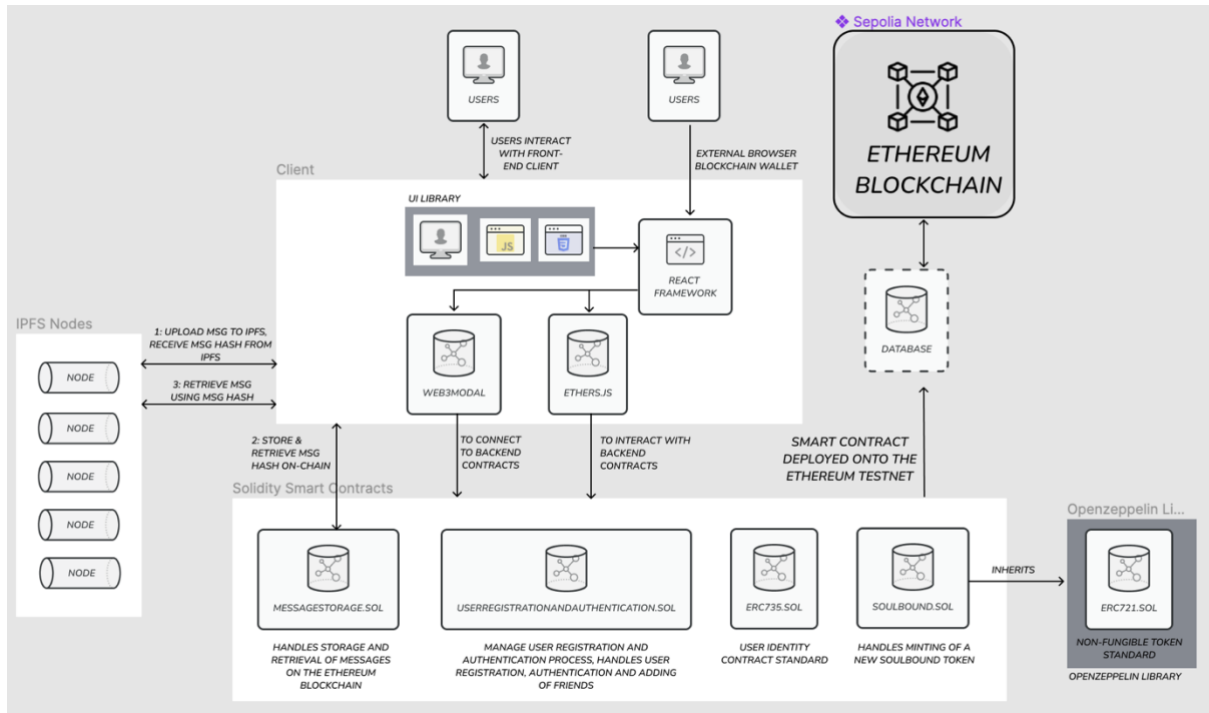 Sepolia Network
ETHEREUM
BLOCKCHAIN
USERS
USERS
USERS INTERACT
WITH FRONT-
END CLIENT
EXTERNAL BROWSER
BLOCKCHAIN WALLET
Client
UI LIBRARY
JS
REACT
FRAMEWORK
WEB3MODAL
ETHERS.JS
DATABASE
IPFS Nodes
NODE
NODE
NODE
NODE
NODE
1: UPLOAD MSG TO IPFS,
RECEIVE MSG HASH FROM
IPFS
3: RETRIEVE MSG
USING MSG HASH
2: STORE &
RETRIEVE MSG
HASH ON-CHAIN
TO CONNECT
TO BACKEND
CONTRACTS
TO INTERACT WITH
BACKEND
CONTRACTS
SMART CONTRACT
DEPLOYED ONTO THE
ETHEREUM TESTNET
Solidity Smart Contracts
MESSAGESTORAGE.SOL
HANDLES STORAGE AND
RETRIEVAL OF MESSAGES
ON THE ETHEREUM
BLOCKCHAIN
USERREGISTRATIONANDAUTHENTICATION.SOL
MANAGE USER REGISTRATION AND
AUTHENTICATION PROCESS, HANDLES USER
REGISTRATION, AUTHENTICATION AND ADDING
OF FRIENDS
ERC735.SOL
USER IDENTITY
CONTRACT STANDARD
SOULBOUND.SOL
HANDLES MINTING OF A
NEW SOULBOUND TOKEN
INHERITS
Openzeppelin Li...
ERC721.SOL
NON-FUNGIBLE TOKEN
STANDARD
OPENZEPPELIN LIBRARY